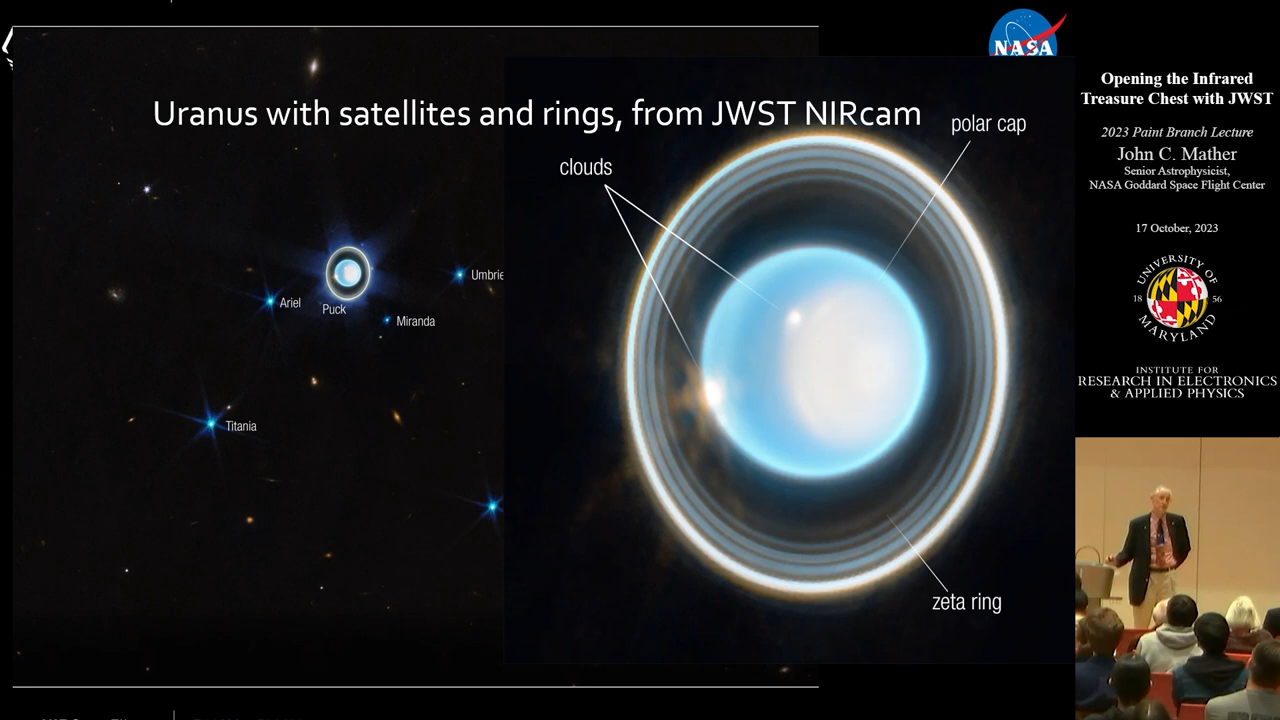 Uranus with satellites and rings, from JWST NIRcam
polar cap
clouds
zeta ring
Umbrie
Ariel
Puck
Miranda
Titania
NASA
Opening the Infrared
Treasure Chest with JWST
2023 Paint Branch Lecture
John C. Mather
Senior Astrophysicist,
NASA Goddard Space Flight Center
17 October, 2023
UNIVERSITY OF
18 56
MARYLAND
INSTITUTE FOR
RESEARCH IN ELECTRONICS
& APPLIED PHYSICS